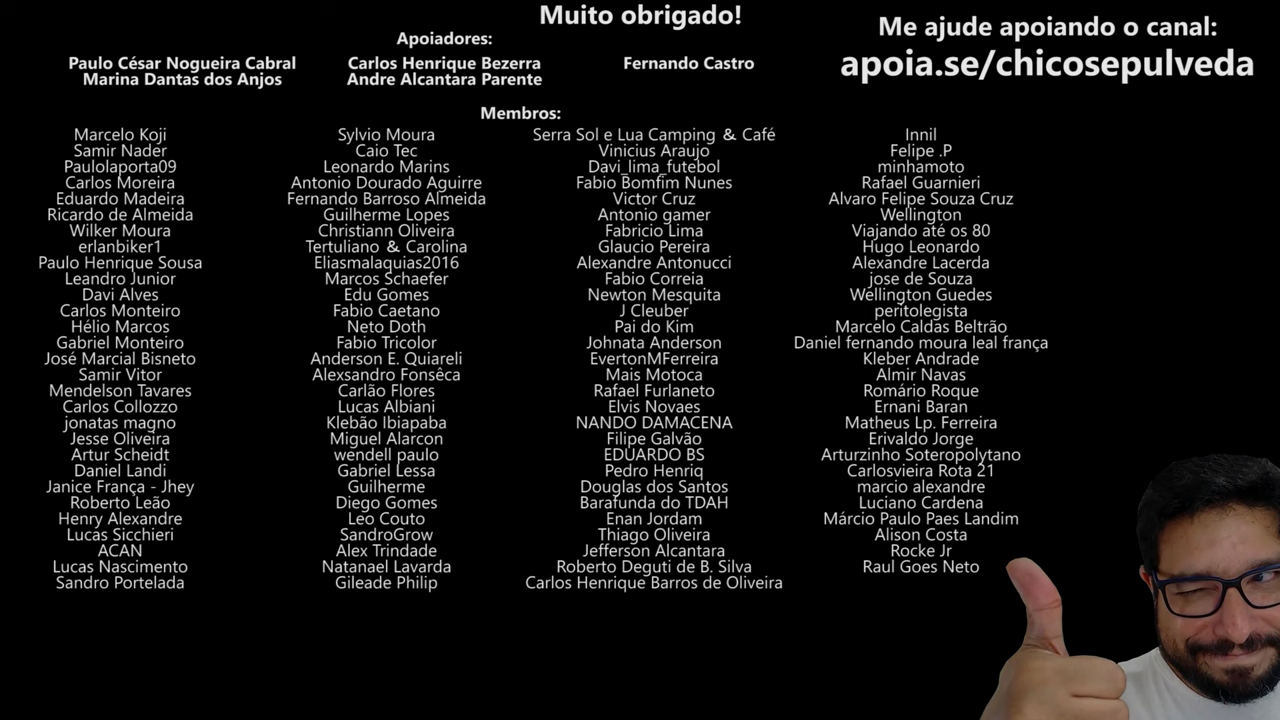 Muito obrigado!
Me ajude apoiando o canal:
apoia.se/chicosepulveda
Apoiadores:
Paulo César Nogueira Cabral
Marina Dantas dos Anjos
Carlos Henrique Bezerra
Andre Alcantara Parente
Fernando Castro
Membros:
Marcelo Koji
Samir Nader
Paulolaporta09
Carlos Moreira
Eduardo Madeira
Ricardo de Almeida
Wilker Moura
erlanbiker1
Paulo Henrique Sousa
Leandro Junior
Davi Alves
Carlos Monteiro
Hélio Marcos
Gabriel Monteiro
José Marcial Bisneto
Samir Vitor
Mendelson Tavares
Carlos Collozzo
jonatas magno
Jesse Oliveira
Artur Scheidt
Daniel Landi
Janice França - Jhey
Roberto Leão
Henry Alexandre
Lucas Sicchieri
ACAN
Lucas Nascimento
Sandro Portelada
Sylvio Moura
Caio Tec
Leonardo Marins
Antonio Dourado Aguirre
Fernando Barroso Almeida
Guilherme Lopes
Christiann Oliveira
Tertuliano & Carolina
Eliasmalaquias2016
Marcos Schaefer
Edu Gomes
Fabio Caetano
Neto Doth
Fabio Tricolor
Anderson E. Quiareli
Alexsandro Fonsêca
Carlão Flores
Lucas Albiani
Klebão Ibiapaba
Miguel Alarcon
wendell paulo
Gabriel Lessa
Guilherme
Diego Gomes
Leo Couto
SandroGrow
Alex Trindade
Natanael Lavarda
Gileade Philip
Serra Sol e Lua Camping & Café
Vinicius Araujo
Davi_lima_futebol
Fabio Bomfim Nunes
Victor Cruz
Antonio gamer
Fabricio Lima
Glaucio Pereira
Alexandre Antonucci
Fabio Correia
Newton Mesquita
J Cleuber
Pai do Kim
Johnata Anderson
EvertonMFerreira
Mais Motoca
Rafael Furlaneto
Elvis Novaes
NANDO DAMACENA
Filipe Galvão
EDUARDO BS
Pedro Henriq
Douglas dos Santos
Barafunda do TDAH
Enan Jordam
Thiago Oliveira
Jefferson Alcantara
Roberto Deguti de B. Silva
Carlos Henrique Barros de Oliveira
Innil
Felipe .P
minhamoto
Rafael Guarnieri
Alvaro Felipe Souza Cruz
Wellington
Viajando até os 80
Hugo Leonardo
Alexandre Lacerda
jose de Souza
Wellington Guedes
peritolegista
Marcelo Caldas Beltrão
Daniel fernando moura leal frança
Kleber Andrade
Almir Navas
Romário Roque
Ernani Baran
Matheus Lp. Ferreira
Erivaldo Jorge
Arturzinho Soteropolytano
Carlosvieira Rota 21
marcio alexandre
Luciano Cardena
Márcio Paulo Paes Landim
Alison Costa
Rocke Jr
Raul Goes Neto